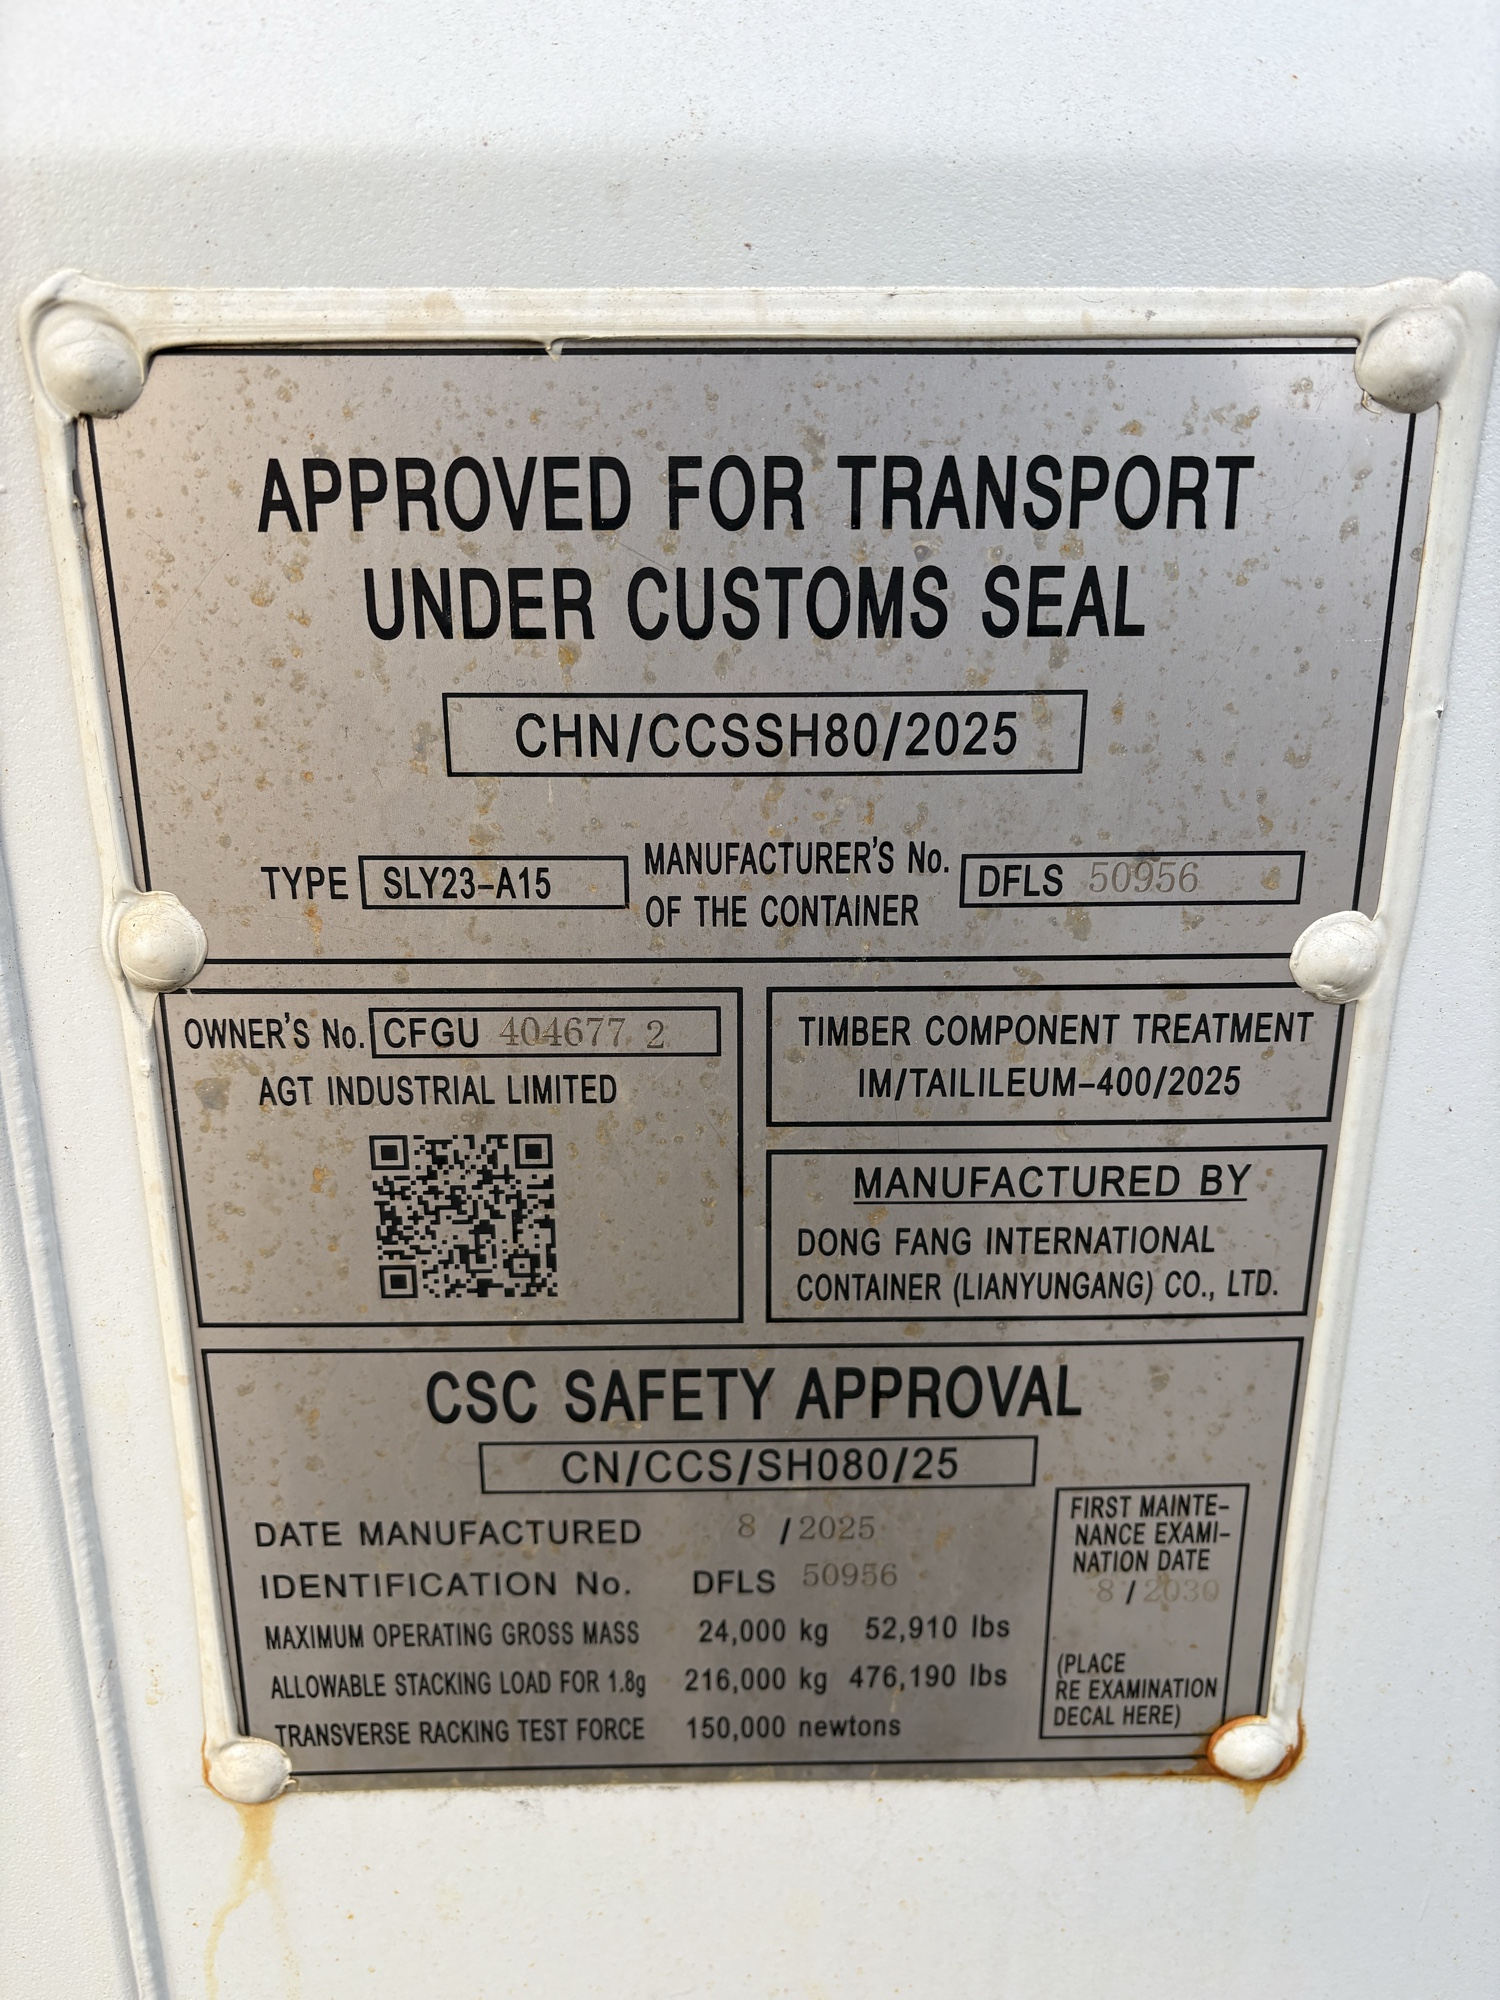 APPROVED FOR TRANSPORT
UNDER CUSTOMS SEAL
CHN/CCSSH80/2025
TYPE SLY23-A15
MANUFACTURER'S No.
OF THE CONTAINER
DFLS 50956
OWNER'S No. CFGU 404677 2
AGT INDUSTRIAL LIMITED
TIMBER COMPONENT TREATMENT
IM/TAILILEUM-400/2025
MANUFACTURED BY
DONG FANG INTERNATIONAL
CONTAINER (LIANYUNGANG) CO., LTD.
CSC SAFETY APPROVAL
CN/CCS/SH080/25
DATE MANUFACTURED 8 / 2025
IDENTIFICATION No. DFLS 50956
MAXIMUM OPERATING GROSS MASS 24,000 kg 52,910 lbs
ALLOWABLE STACKING LOAD FOR 1.8g 216,000 kg 476,190 lbs
TRANSVERSE RACKING TEST FORCE 150,000 newtons
FIRST MAINTE-
NANCE EXAMI-
NATION DATE
8 / 2030
(PLACE
RE EXAMINATION
DECAL HERE)